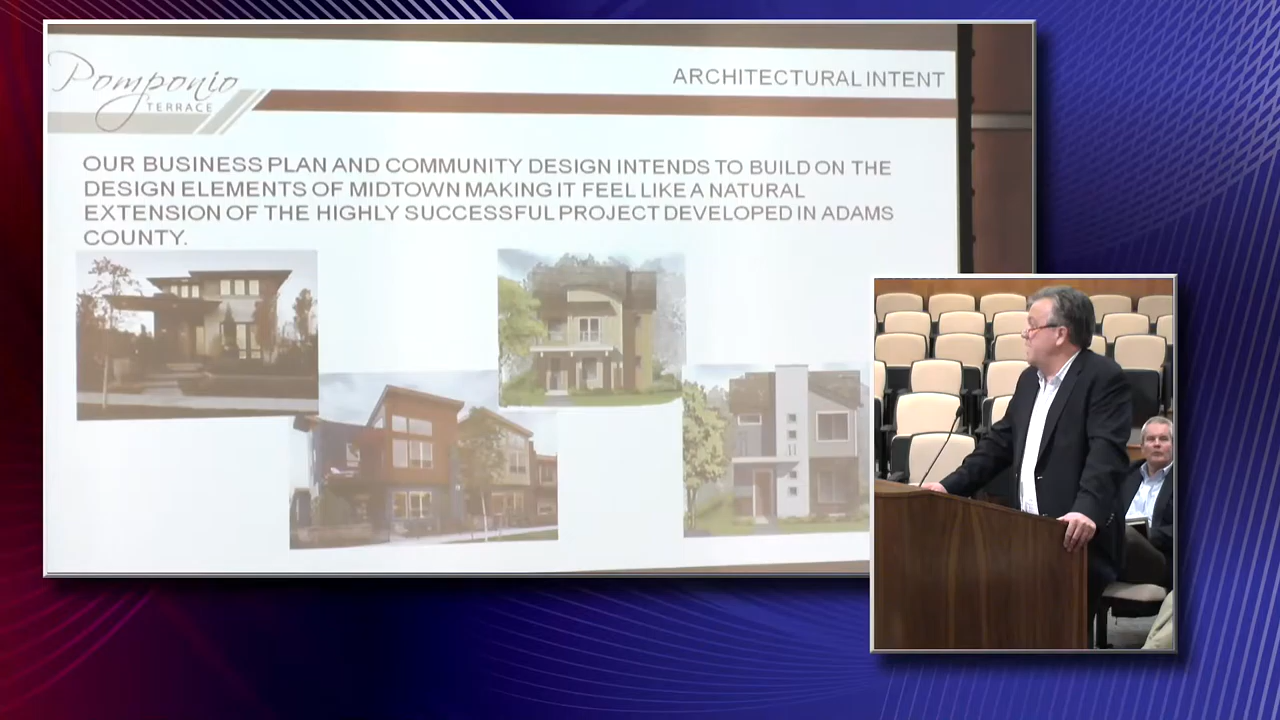 Pomponio
TERRACE
ARCHITECTURAL INTENT
OUR BUSINESS PLAN AND COMMUNITY DESIGN INTENDS TO BUILD ON THE
DESIGN ELEMENTS OF MIDTOWN MAKING IT FEEL LIKE A NATURAL
EXTENSION OF THE HIGHLY SUCCESSFUL PROJECT DEVELOPED IN ADAMS
COUNTY.